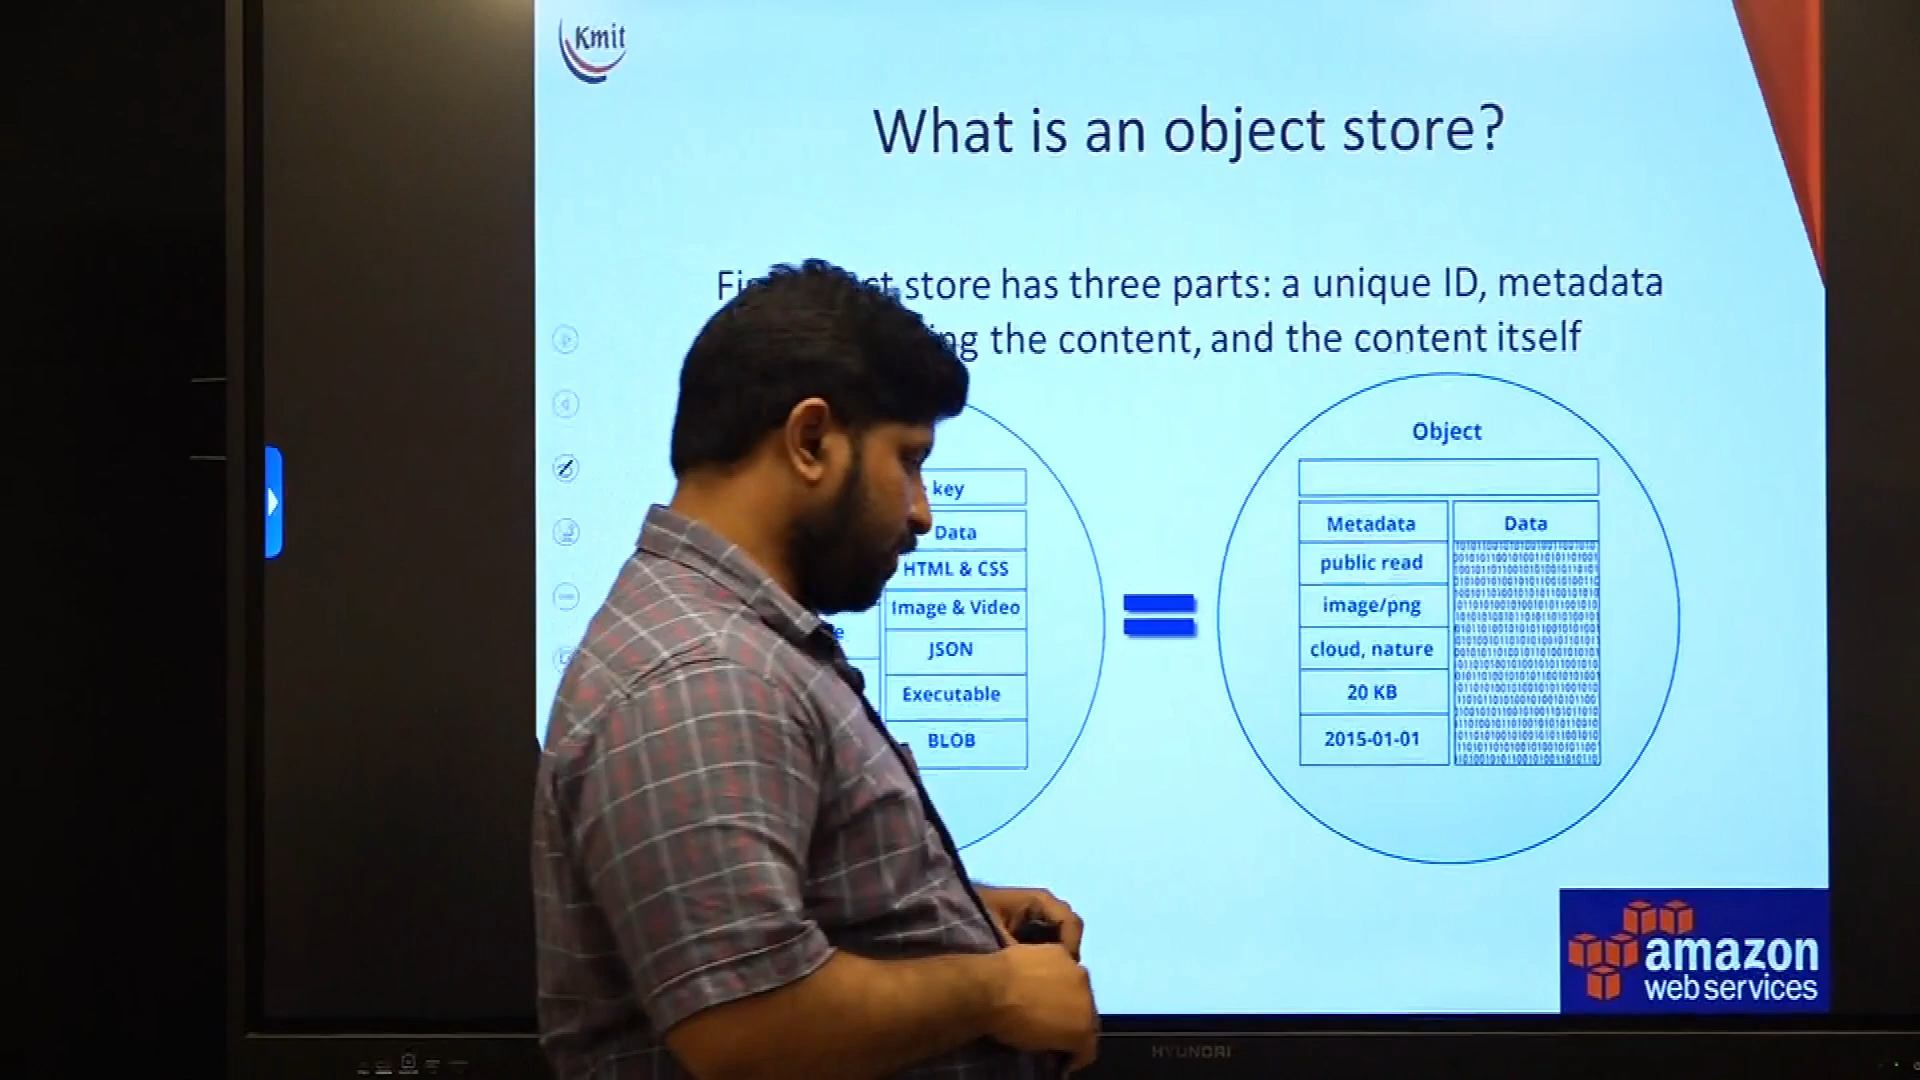 Kmit
What is an object store?
store has three parts: a unique ID, metadata
the content, and the content itself
key
Data
HTML & CSS
Image & Video
JSON
Executable
BLOB
Object
Metadata Data
public read
image/png
cloud, nature
20 KB
2015-01-01
amazon
web services
HYUNDRI